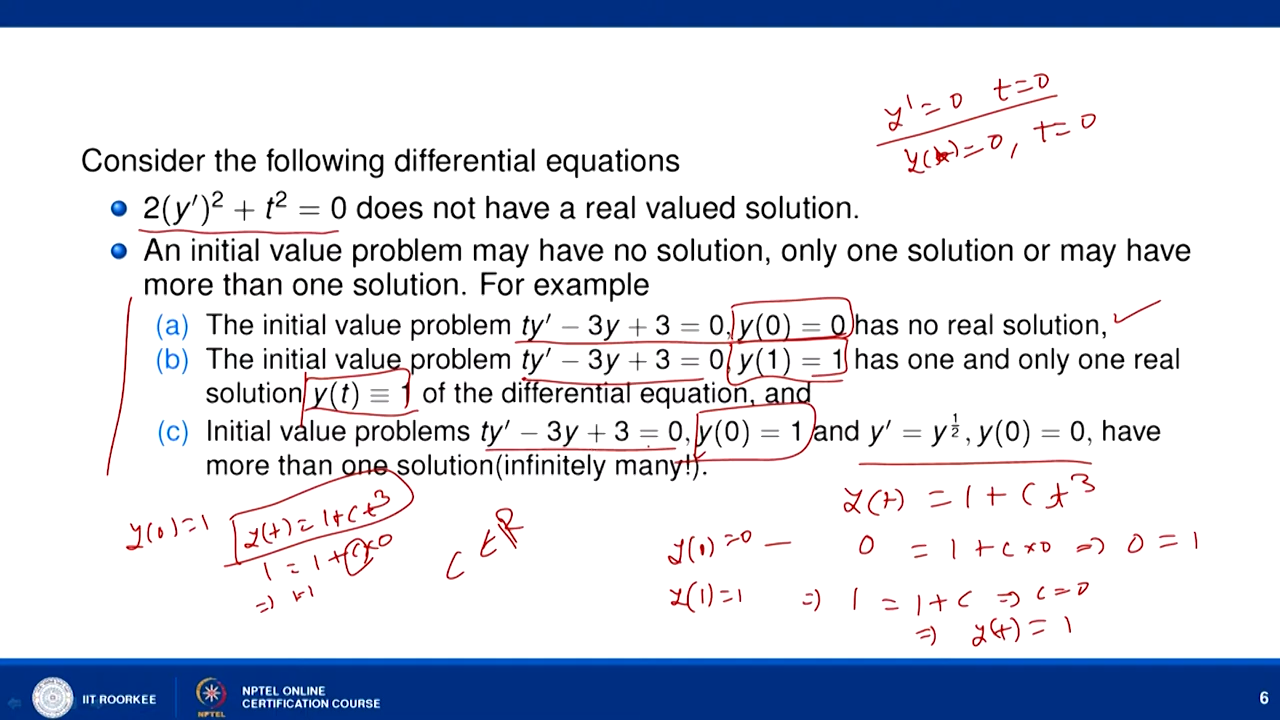 y' = 0 t = 0
y(t) = 0, t = 0
Consider the following differential equations
2(y′)² + t² = 0 does not have a real valued solution.
An initial value problem may have no solution, only one solution or may have
more than one solution. For example
(a) The initial value problem ty′ − 3y + 3 = 0, y(0) = 0 has no real solution, ✓
(b) The initial value problem ty′ − 3y + 3 = 0 y(1) = 1 has one and only one real
solution y(t) ≡ 1 of the differential equation, and
(c) Initial value problems ty′ − 3y + 3 = 0, y(0) = 1 and y′ = y^½, y(0) = 0, have
more than one solution(infinitely many!).
y(t) = 1 + Ct³
y(0) = 1 y(t) = 1 + Ct³
1 = 1 + C×0
⇒ 1=1
C ∈ ℝ
y(0) = 0 — 0 = 1 + C×0 ⇒ 0 = 1
y(1) = 1 ⇒ 1 = 1 + C ⇒ C = 0
⇒ y(t) = 1
IIT ROORKEE
NPTEL
NPTEL ONLINE
CERTIFICATION COURSE
6